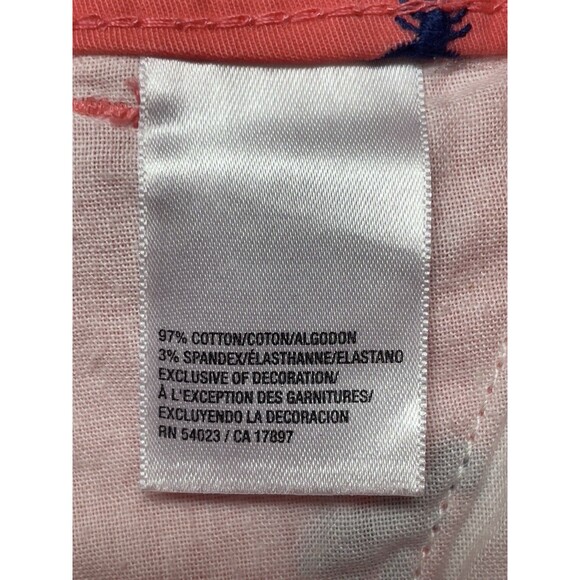 97% COTTON/COTON/ALGODON
3% SPANDEX/ÉLASTHANNE/ELASTANO
EXCLUSIVE OF DECORATION/
À L'EXCEPTION DES GARNITURES/
EXCLUYENDO LA DECORACION
RN 54023 / CA 17897